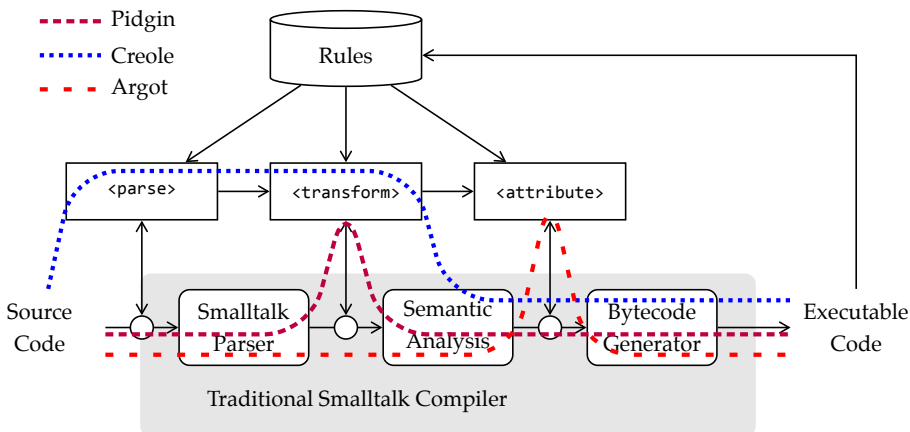 Pidgin
Creole
Argot
Rules
<parse>
<transform>
<attribute>
Source
Code
Smalltalk
Parser
Semantic
Analysis
Bytecode
Generator
Executable
Code
Traditional Smalltalk Compiler